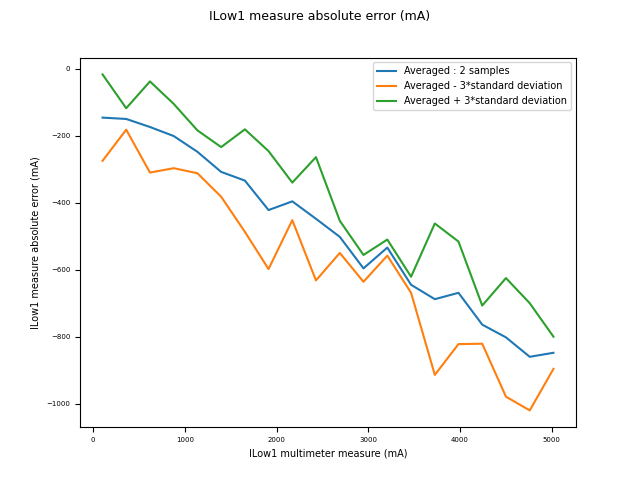 ILow1 measure absolute error (mA)
Averaged : 2 samples
Averaged - 3*standard deviation
Averaged + 3*standard deviation
ILow1 measure absolute error (mA)
0
−200
−400
−600
−800
−1000
0 1000 2000 3000 4000 5000
ILow1 multimeter measure (mA)